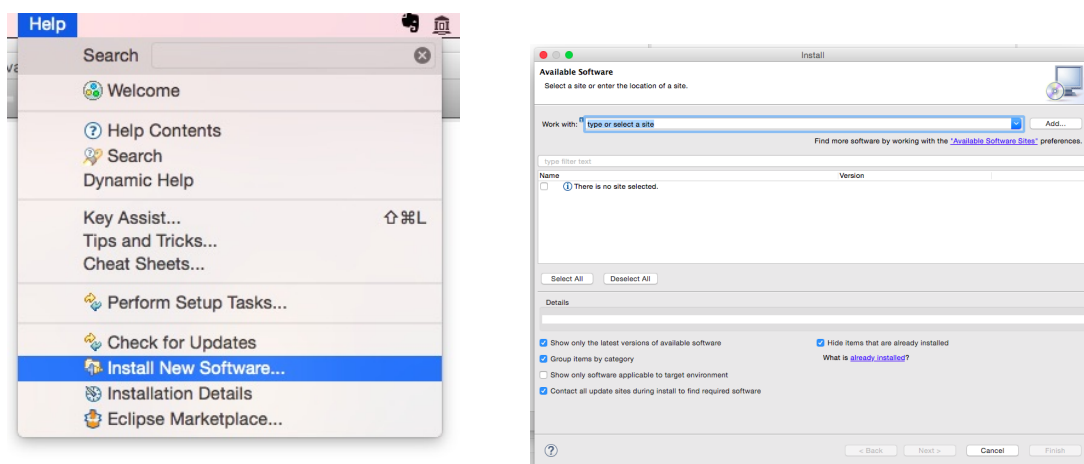 Help
Search
Welcome
Help Contents
Search
Dynamic Help
Key Assist... ⇧⌘L
Tips and Tricks...
Cheat Sheets...
Perform Setup Tasks...
Check for Updates
Install New Software...
Installation Details
Eclipse Marketplace...
Install
Available Software
Select a site or enter the location of a site.
Work with: type or select a site Add...
Find more software by working with the "Available Software Sites" preferences.
type filter text
Name Version
There is no site selected.
Select All Deselect All
Details
Show only the latest versions of available software Hide items that are already installed
Group items by category What is already installed?
Show only software applicable to target environment
Contact all update sites during install to find required software
? < Back Next > Cancel Finish